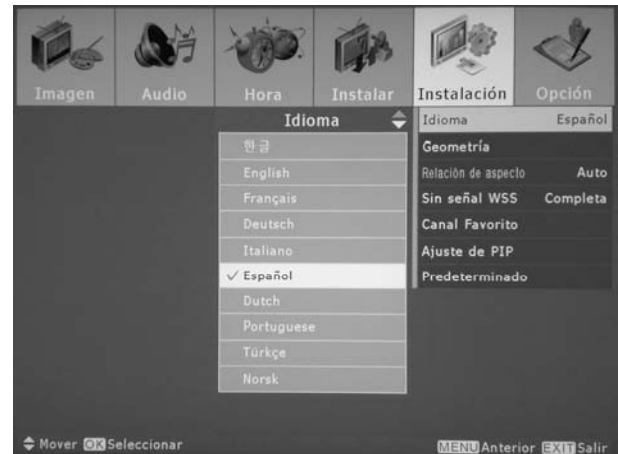 Imagen Audio Hora Instalar Instalación Opción
Idioma
한글
English
Français
Deutsch
Italiano
✓ Español
Dutch
Portuguese
Türkçe
Norsk
Idioma Español
Geometría
Relación de aspecto Auto
Sin señal WSS Completa
Canal Favorito
Ajuste de PIP
Predeterminado
Mover OK Seleccionar MENU Anterior EXIT Salir